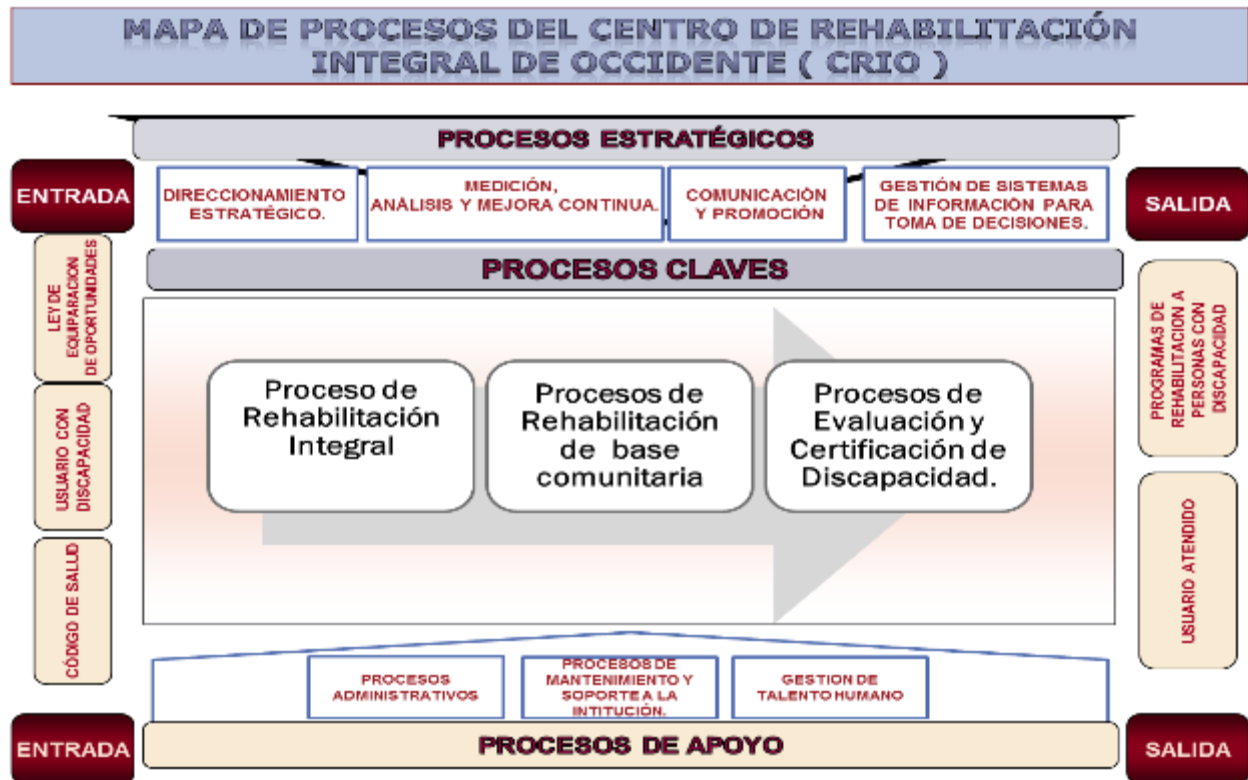 MAPA DE PROCESOS DEL CENTRO DE REHABILITACIÓN
INTEGRAL DE OCCIDENTE ( CRIO )
PROCESOS ESTRATÉGICOS
ENTRADA
DIRECCIONAMIENTO
ESTRATÉGICO.
MEDICIÓN,
ANÁLISIS Y MEJORA CONTINUA.
COMUNICACIÓN
Y PROMOCIÓN
GESTIÓN DE SISTEMAS
DE INFORMACIÓN PARA
TOMA DE DECISIONES.
SALIDA
PROCESOS CLAVES
LEY DE
EQUIPARACION
DE OPORTUNIDADES
USUARIO CON
DISCAPACIDAD
CÓDIGO DE SALUD
Proceso de
Rehabilitación
Integral
Procesos de
Rehabilitación
de base
comunitaria
Procesos de
Evaluación y
Certificación de
Discapacidad.
PROGRAMAS DE
REHABILITACION A
PERSONAS CON
DISCAPACIDAD
USUARIO ATENDIDO
PROCESOS
ADMINISTRATIVOS
PROCESOS DE
MANTENIMIENTO Y
SOPORTE A LA
INTITUCIÓN.
GESTION DE
TALENTO HUMANO
ENTRADA
PROCESOS DE APOYO
SALIDA